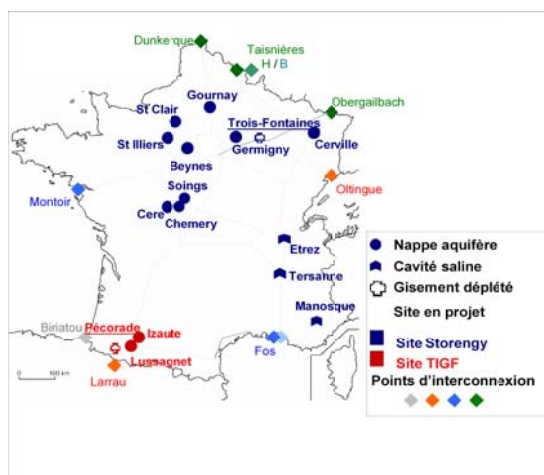 Dunkerque
Taisnières
H / B
Gournay
St Clair
Obergailbach
Trois-Fontaines
St Illiers
Germigny
Cerville
Beynes
Soings
Oltingue
Montoir
Cere
Chemery
Etrez
Tersanne
Manosque
Biriatou
Pécorade
Izaute
Lussagnet
Fos
Larrau
0 100 km
Nappe aquifère
Cavité saline
Gisement déplété
Site en projet
Site Storengy
Site TIGF
Points d'interconnexion